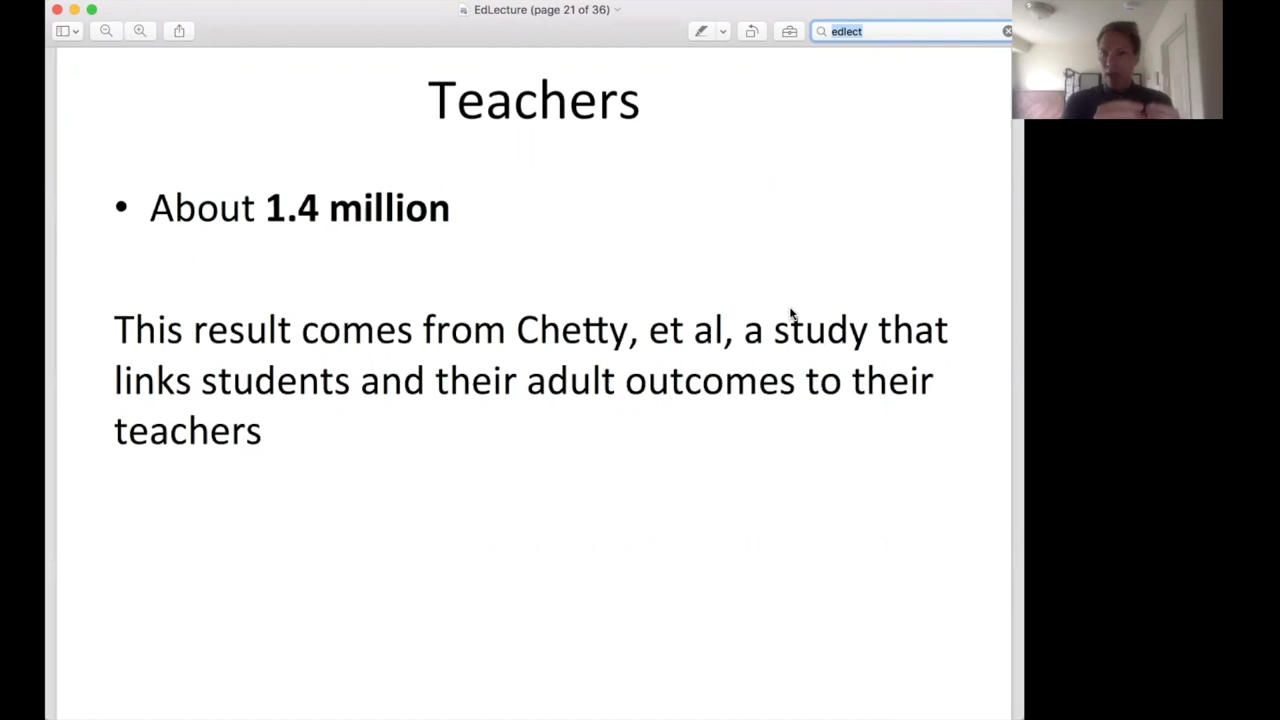 EdLecture (page 21 of 36)
edlect
Teachers
• About 1.4 million
This result comes from Chetty, et al, a study that
links students and their adult outcomes to their
teachers